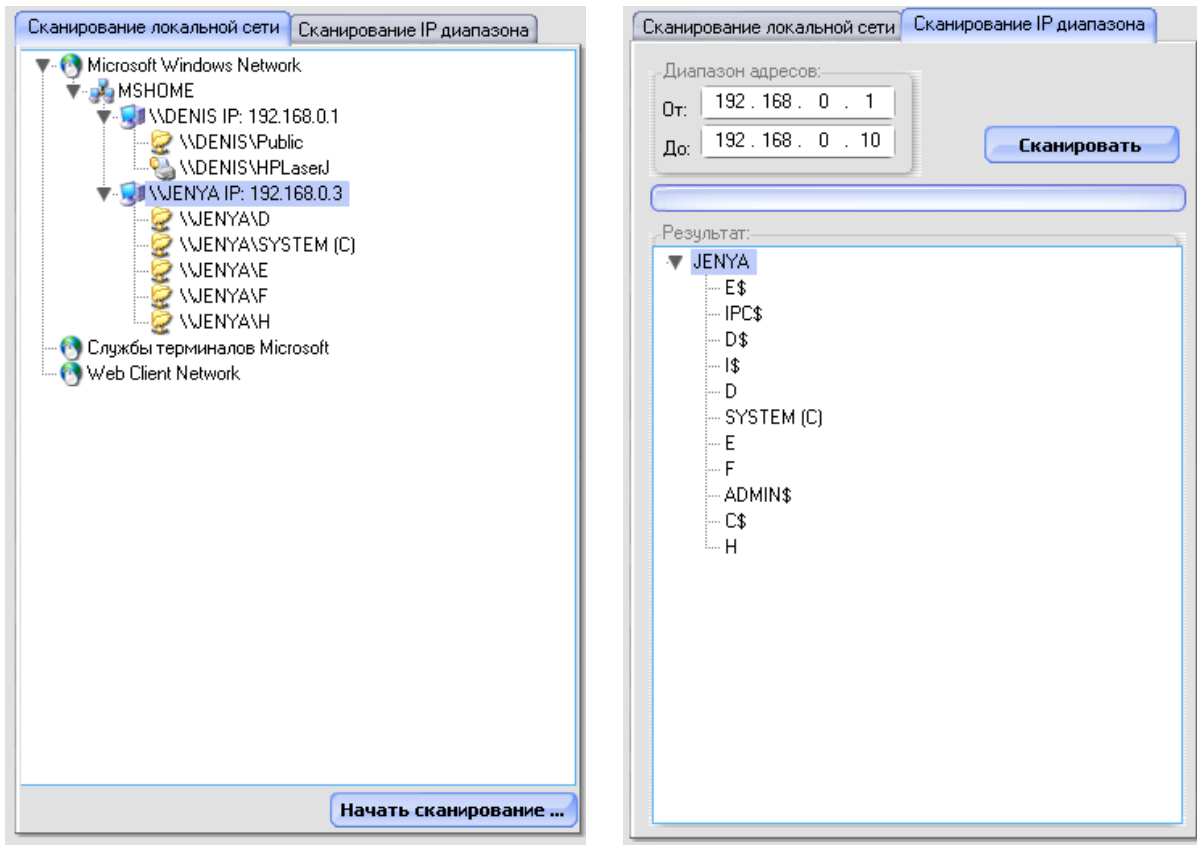 Сканирование локальной сети Сканирование IP диапазона
Microsoft Windows Network
MSHOME
\\DENIS IP: 192.168.0.1
\\DENIS\Public
\\DENIS\HPLaserJ
\\JENYA IP: 192.168.0.3
\\JENYA\D
\\JENYA\SYSTEM (C)
\\JENYA\E
\\JENYA\F
\\JENYA\H
Службы терминалов Microsoft
Web Client Network
Начать сканирование ...
Сканирование локальной сети Сканирование IP диапазона
Диапазон адресов:
От: 192 . 168 . 0 . 1
До: 192 . 168 . 0 . 10
Сканировать
Результат:
JENYA
E$
IPC$
D$
I$
D
SYSTEM (C)
E
F
ADMIN$
C$
H